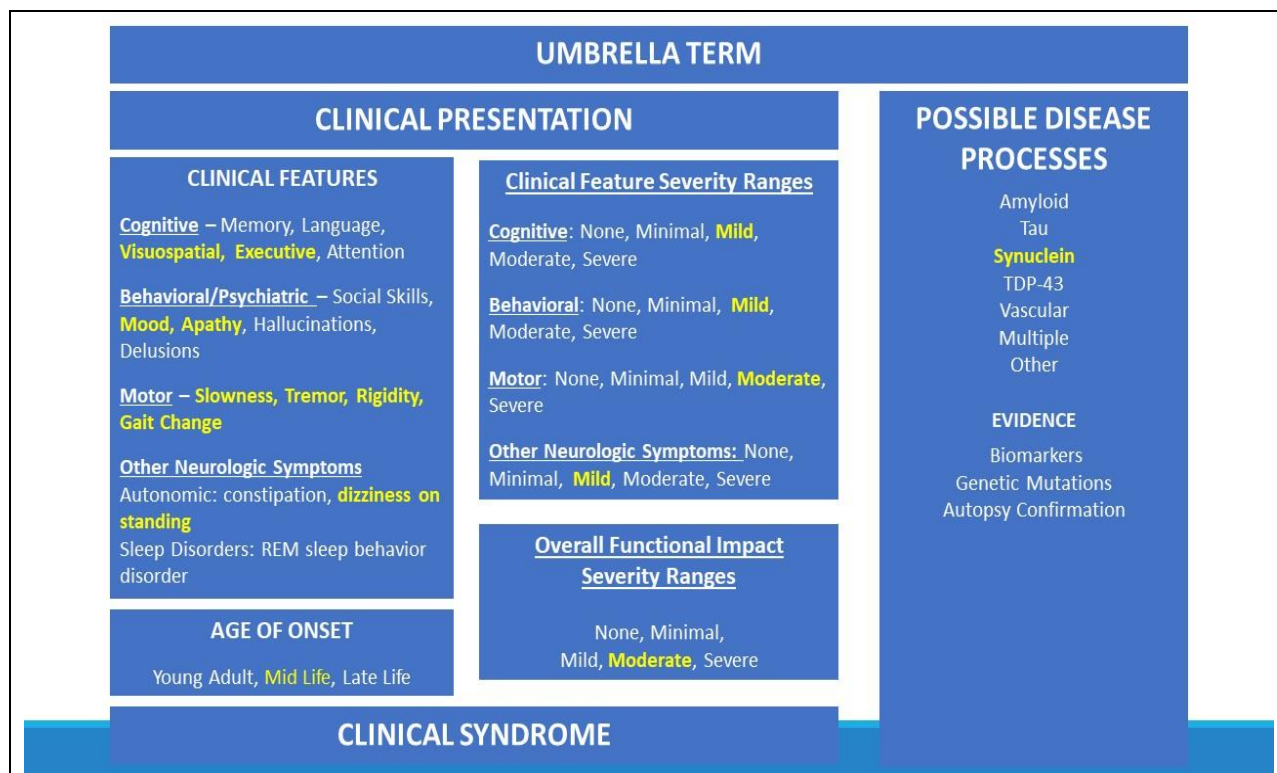 UMBRELLA TERM
CLINICAL PRESENTATION
CLINICAL FEATURES
Cognitive – Memory, Language,
Visuospatial, Executive, Attention
Behavioral/Psychiatric – Social Skills,
Mood, Apathy, Hallucinations,
Delusions
Motor – Slowness, Tremor, Rigidity,
Gait Change
Other Neurologic Symptoms
Autonomic: constipation, dizziness on
standing
Sleep Disorders: REM sleep behavior
disorder
AGE OF ONSET
Young Adult, Mid Life, Late Life
Clinical Feature Severity Ranges
Cognitive: None, Minimal, Mild,
Moderate, Severe
Behavioral: None, Minimal, Mild,
Moderate, Severe
Motor: None, Minimal, Mild, Moderate,
Severe
Other Neurologic Symptoms: None,
Minimal, Mild, Moderate, Severe
Overall Functional Impact
Severity Ranges
None, Minimal,
Mild, Moderate, Severe
CLINICAL SYNDROME
POSSIBLE DISEASE
PROCESSES
Amyloid
Tau
Synuclein
TDP-43
Vascular
Multiple
Other
EVIDENCE
Biomarkers
Genetic Mutations
Autopsy Confirmation